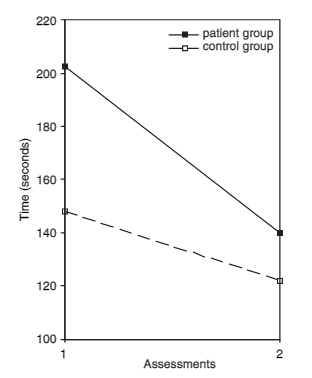 220
patient group
control group
200
180
160
140
120
100
Time (seconds)
1
2
Assessments